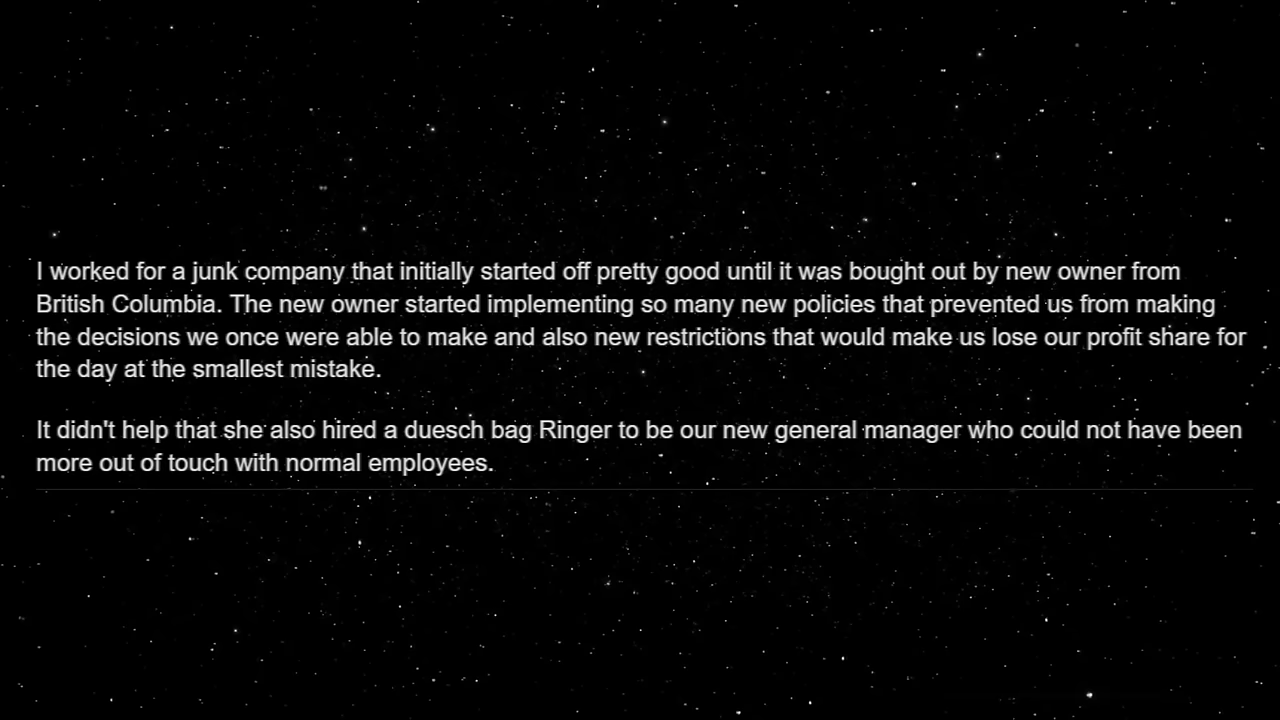 I worked for a junk company that initially started off pretty good until it was bought out by new owner from
British Columbia. The new owner started implementing so many new policies that prevented us from making
the decisions we once were able to make and also new restrictions that would make us lose our profit share for
the day at the smallest mistake.
It didn't help that she also hired a duesch bag Ringer to be our new general manager who could not have been
more out of touch with normal employees.